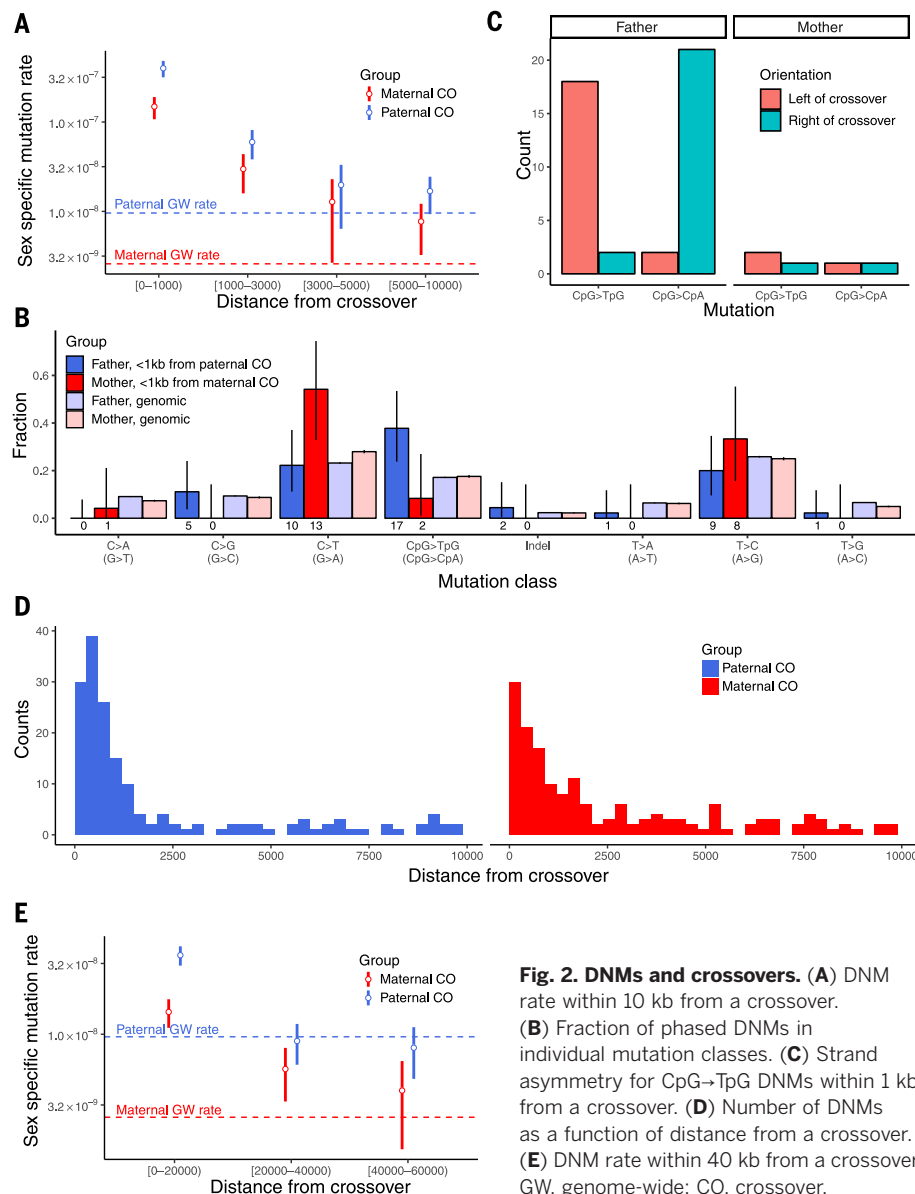 A
Sex specific mutation rate
3.2×10⁻⁷
1.0×10⁻⁷
3.2×10⁻⁸
1.0×10⁻⁸
3.2×10⁻⁹
Group
Maternal CO
Paternal CO
Paternal GW rate
Maternal GW rate
[0–1000) [1000–3000) [3000–5000) [5000–10000)
Distance from crossover
C
Father Mother
Count
20
15
10
5
0
Orientation
Left of crossover
Right of crossover
CpG>TpG CpG>CpA CpG>TpG CpG>CpA
Mutation
B
Group
Father, <1kb from paternal CO
Mother, <1kb from maternal CO
Father, genomic
Mother, genomic
Fraction
0.6
0.4
0.2
0.0
0 1 5 0 10 13 17 2 2 0 1 0 9 8 1 0
C>A C>G C>T CpG>TpG Indel T>A T>C T>G
(G>T) (G>C) (G>A) (CpG>CpA) (A>T) (A>G) (A>C)
Mutation class
D
Counts
40
30
20
10
0
Group
Paternal CO
Maternal CO
0 2500 5000 7500 10000 0 2500 5000 7500 10000
Distance from crossover
E
Sex specific mutation rate
3.2×10⁻⁸
1.0×10⁻⁸
3.2×10⁻⁹
Group
Maternal CO
Paternal CO
Paternal GW rate
Maternal GW rate
[0–20000) [20000–40000) [40000–60000)
Fig. 2. DNMs and crossovers. (A) DNM
rate within 10 kb from a crossover.
(B) Fraction of phased DNMs in
individual mutation classes. (C) Strand
asymmetry for CpG→TpG DNMs within 1 kb
from a crossover. (D) Number of DNMs
as a function of distance from a crossover.
(E) DNM rate within 40 kb from a crossover
GW, genome-wide; CO, crossover.